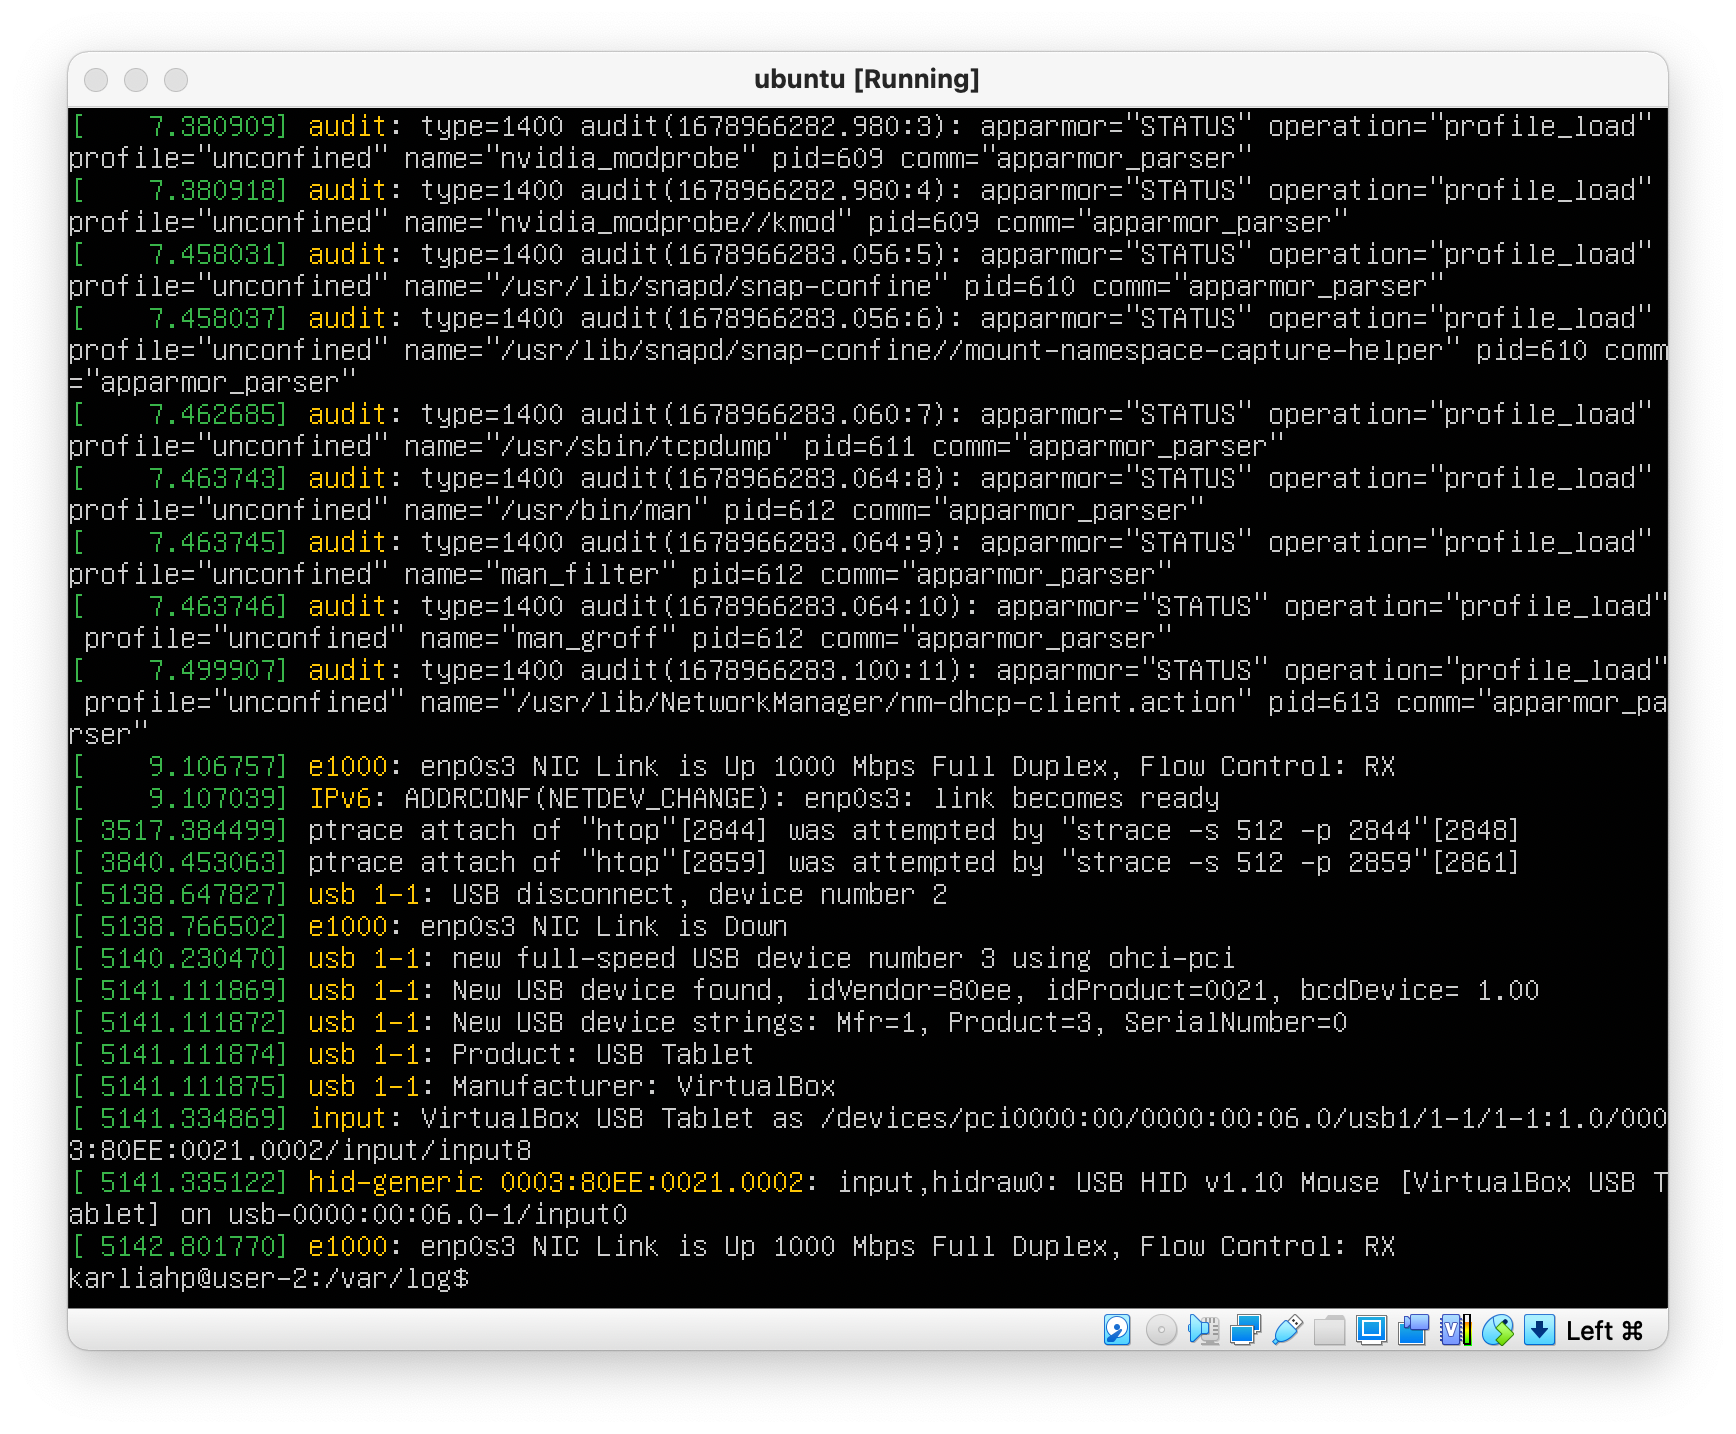 ubuntu [Running]
[    7.380909] audit: type=1400 audit(1678966282.980:3): apparmor="STATUS" operation="profile_load"
profile="unconfined" name="nvidia_modprobe" pid=609 comm="apparmor_parser"
[    7.380918] audit: type=1400 audit(1678966282.980:4): apparmor="STATUS" operation="profile_load"
profile="unconfined" name="nvidia_modprobe//kmod" pid=609 comm="apparmor_parser"
[    7.458031] audit: type=1400 audit(1678966283.056:5): apparmor="STATUS" operation="profile_load"
profile="unconfined" name="/usr/lib/snapd/snap-confine" pid=610 comm="apparmor_parser"
[    7.458037] audit: type=1400 audit(1678966283.056:6): apparmor="STATUS" operation="profile_load"
profile="unconfined" name="/usr/lib/snapd/snap-confine//mount-namespace-capture-helper" pid=610 comm
="apparmor_parser"
[    7.462685] audit: type=1400 audit(1678966283.060:7): apparmor="STATUS" operation="profile_load"
profile="unconfined" name="/usr/sbin/tcpdump" pid=611 comm="apparmor_parser"
[    7.463743] audit: type=1400 audit(1678966283.064:8): apparmor="STATUS" operation="profile_load"
profile="unconfined" name="/usr/bin/man" pid=612 comm="apparmor_parser"
[    7.463745] audit: type=1400 audit(1678966283.064:9): apparmor="STATUS" operation="profile_load"
profile="unconfined" name="man_filter" pid=612 comm="apparmor_parser"
[    7.463746] audit: type=1400 audit(1678966283.064:10): apparmor="STATUS" operation="profile_load"
 profile="unconfined" name="man_groff" pid=612 comm="apparmor_parser"
[    7.499907] audit: type=1400 audit(1678966283.100:11): apparmor="STATUS" operation="profile_load"
 profile="unconfined" name="/usr/lib/NetworkManager/nm-dhcp-client.action" pid=613 comm="apparmor_pa
rser"
[    9.106757] e1000: enp0s3 NIC Link is Up 1000 Mbps Full Duplex, Flow Control: RX
[    9.107039] IPv6: ADDRCONF(NETDEV_CHANGE): enp0s3: link becomes ready
[ 3517.384499] ptrace attach of "htop"[2844] was attempted by "strace -s 512 -p 2844"[2848]
[ 3840.453063] ptrace attach of "htop"[2859] was attempted by "strace -s 512 -p 2859"[2861]
[ 5138.647827] usb 1-1: USB disconnect, device number 2
[ 5138.766502] e1000: enp0s3 NIC Link is Down
[ 5140.230470] usb 1-1: new full-speed USB device number 3 using ohci-pci
[ 5141.111869] usb 1-1: New USB device found, idVendor=80ee, idProduct=0021, bcdDevice= 1.00
[ 5141.111872] usb 1-1: New USB device strings: Mfr=1, Product=3, SerialNumber=0
[ 5141.111874] usb 1-1: Product: USB Tablet
[ 5141.111875] usb 1-1: Manufacturer: VirtualBox
[ 5141.334869] input: VirtualBox USB Tablet as /devices/pci0000:00/0000:00:06.0/usb1/1-1/1-1:1.0/000
3:80EE:0021.0002/input/input8
[ 5141.335122] hid-generic 0003:80EE:0021.0002: input,hidraw0: USB HID v1.10 Mouse [VirtualBox USB T
ablet] on usb-0000:00:06.0-1/input0
[ 5142.801770] e1000: enp0s3 NIC Link is Up 1000 Mbps Full Duplex, Flow Control: RX
karliahp@user-2:/var/log$
Left ⌘